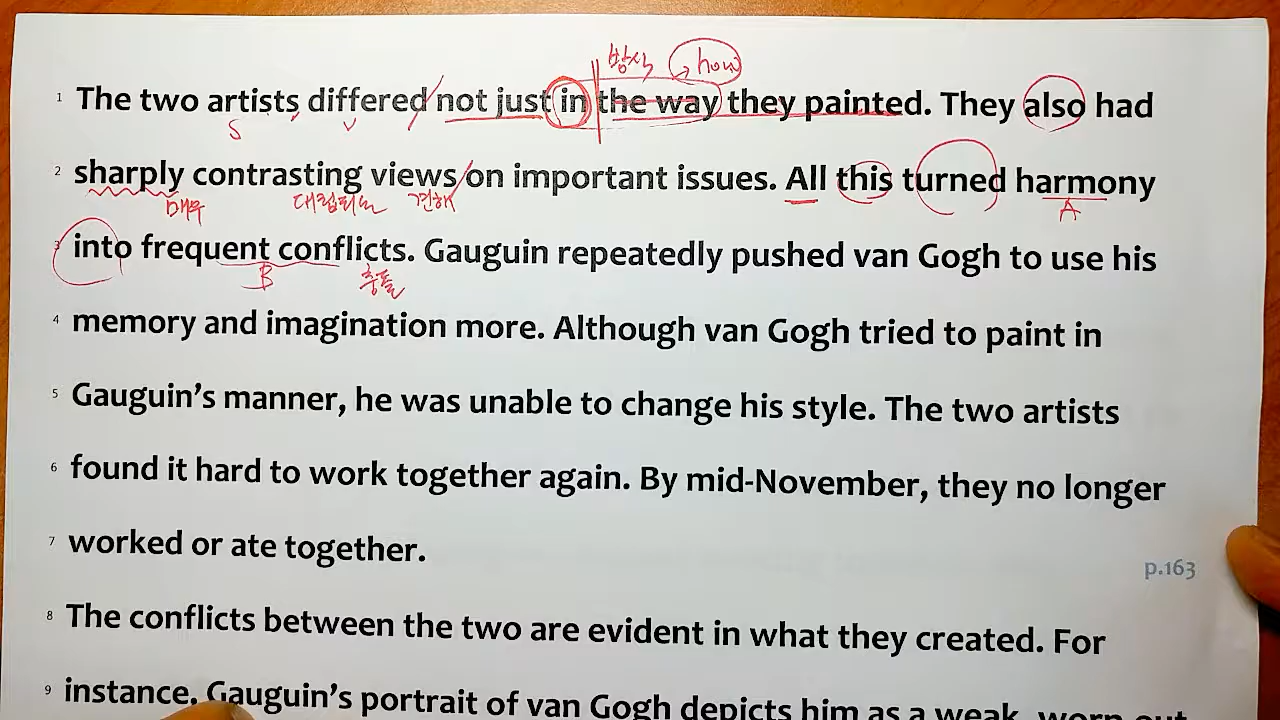 방식 → how
1 The two artists differed not just in the way they painted. They also had
S V
2 sharply contrasting views on important issues. All this turned harmony
매우 대립되는 견해 A
3 into frequent conflicts. Gauguin repeatedly pushed van Gogh to use his
B 충돌
4 memory and imagination more. Although van Gogh tried to paint in
5 Gauguin's manner, he was unable to change his style. The two artists
6 found it hard to work together again. By mid-November, they no longer
7 worked or ate together.
p.163
8 The conflicts between the two are evident in what they created. For
9 instance, Gauguin's portrait of van Gogh depicts him as a weak, worn out